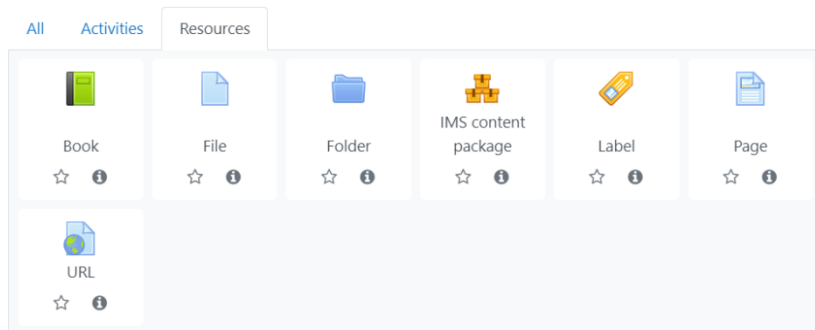 All Activities Resources
Book File Folder IMS content package Label Page
URL